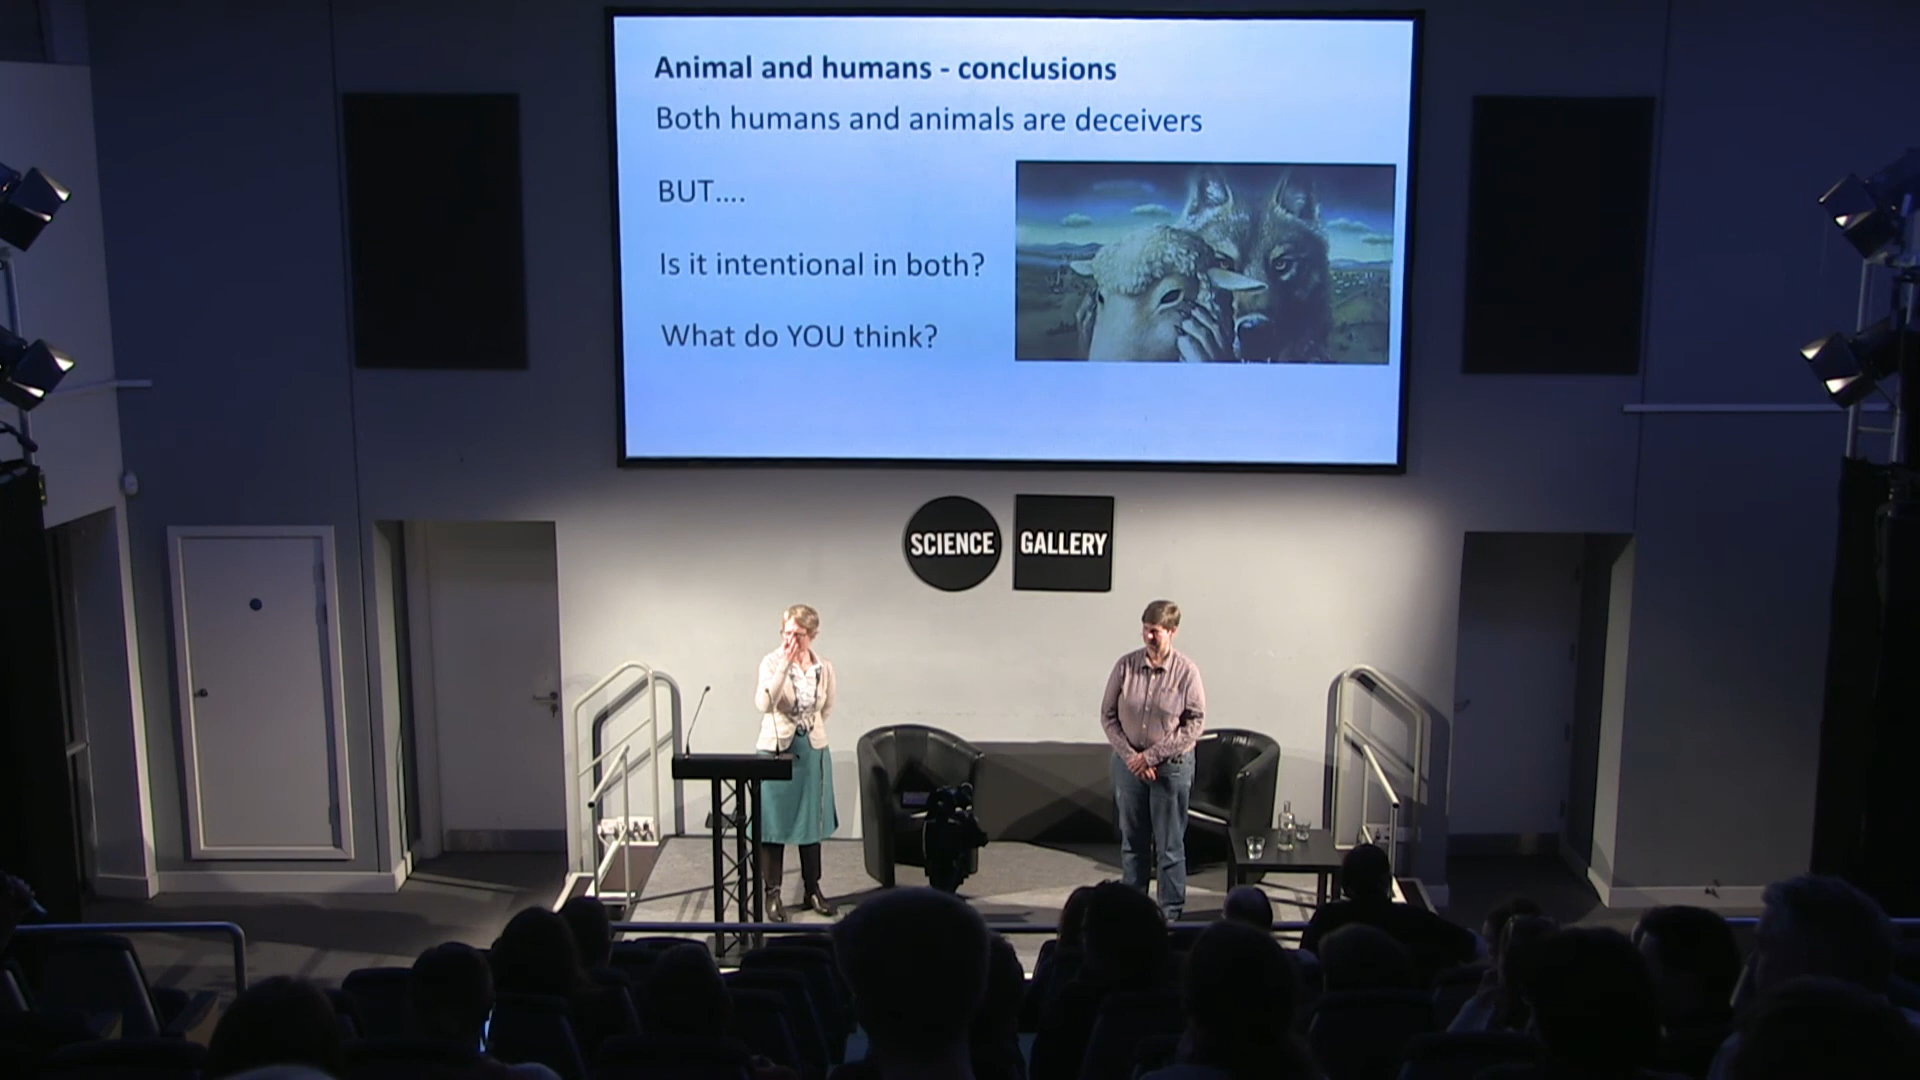 Animal and humans - conclusions
Both humans and animals are deceivers
BUT....
Is it intentional in both?
What do YOU think?
SCIENCE
GALLERY